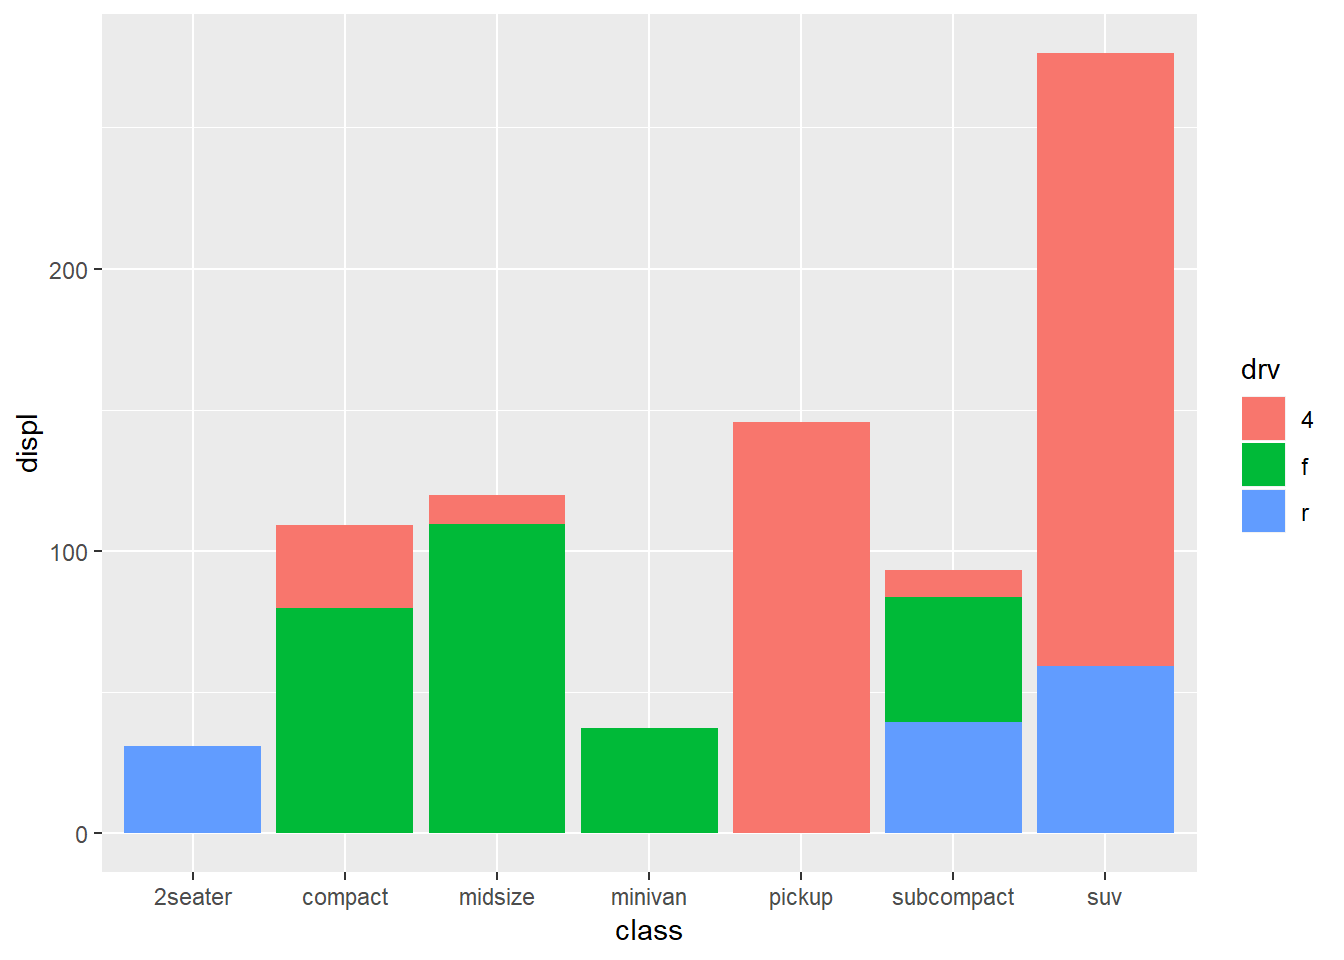 displ
200
100
0
2seater compact midsize minivan pickup subcompact suv
class
drv
4
f
r